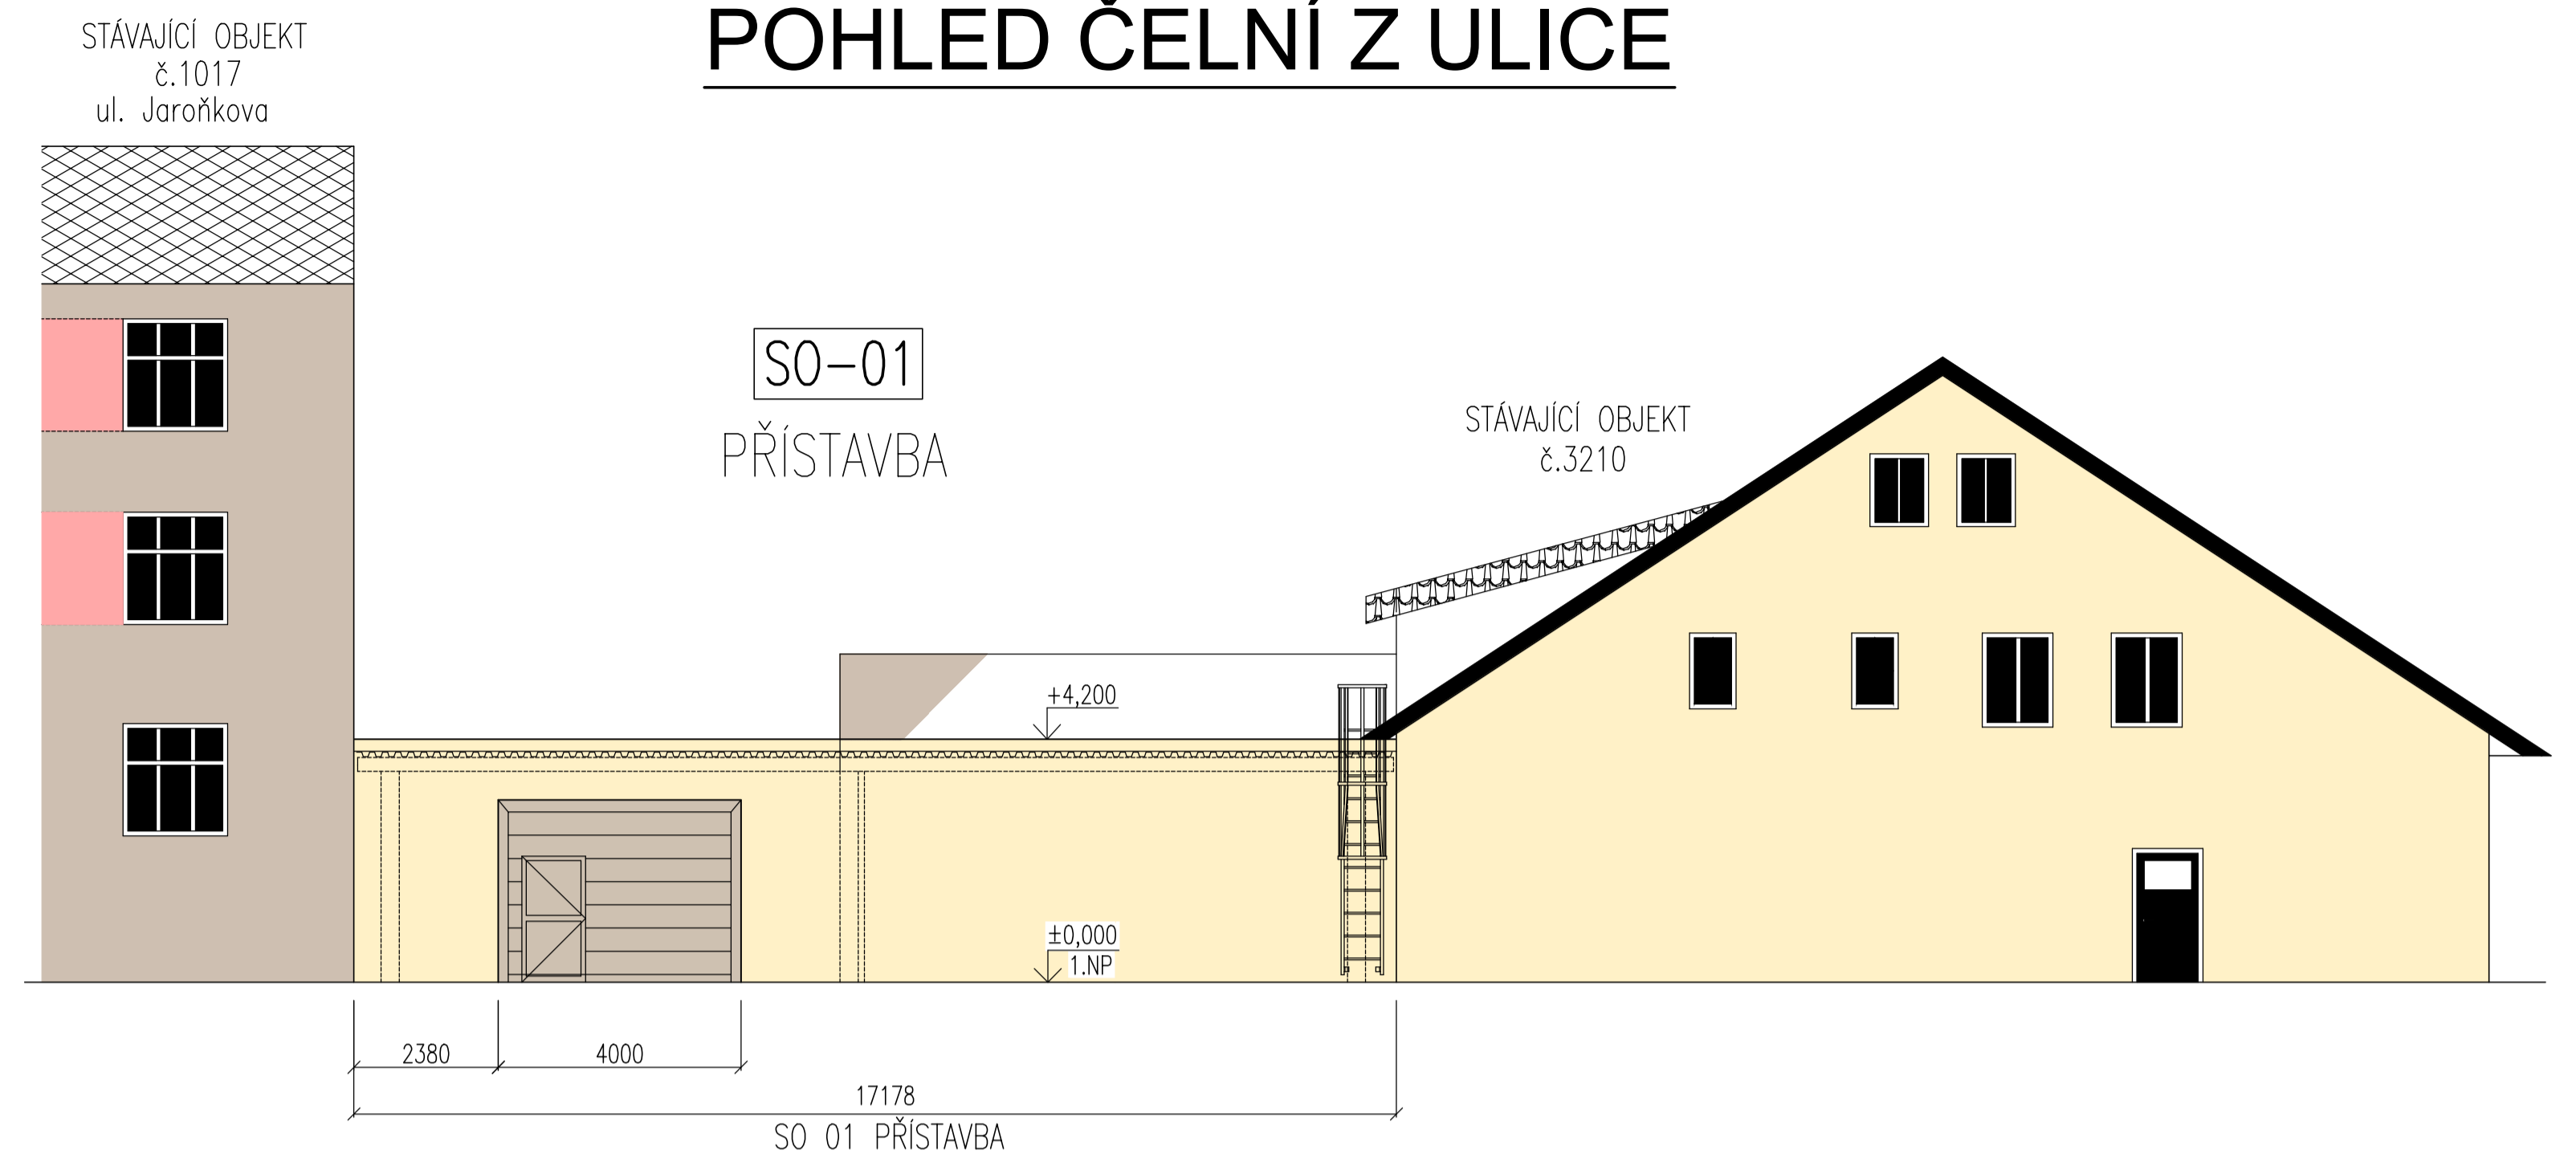 POHLED ČELNÍ Z ULICE
STÁVAJÍCÍ OBJEKT
č.1017
ul. Jaroňkova
SO-01
PŘÍSTAVBA
STÁVAJÍCÍ OBJEKT
č.3210
+4,200
±0,000
1.NP
2380
4000
17178
SO 01 PŘÍSTAVBA